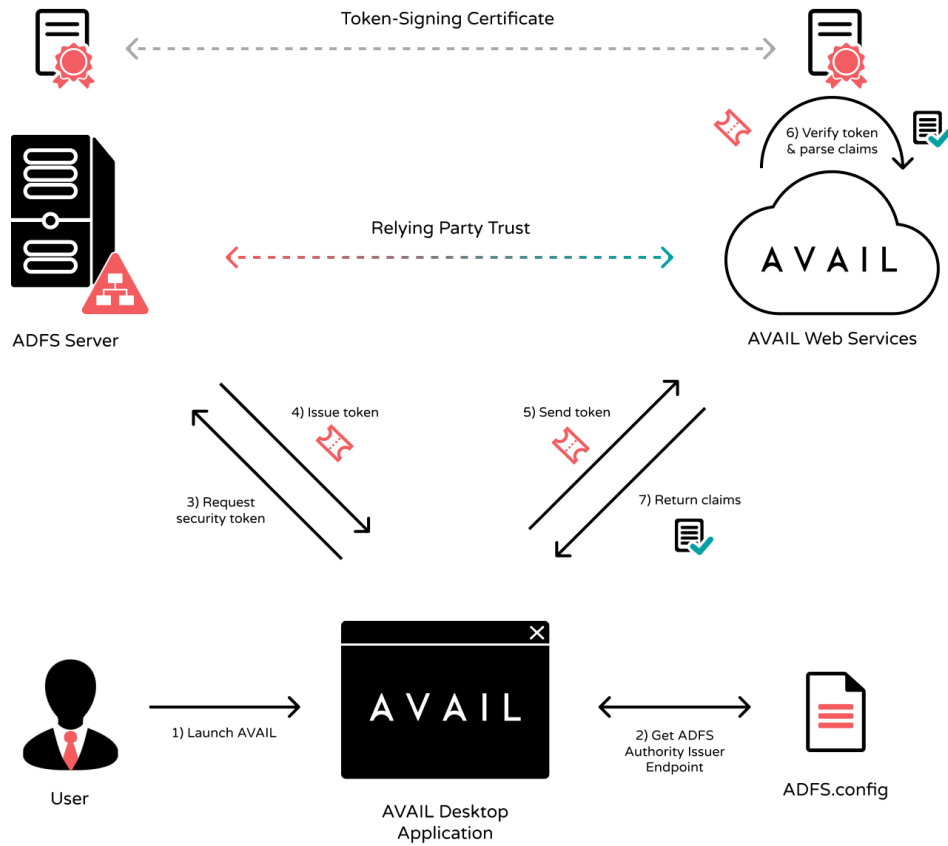 Token-Signing Certificate
6) Verify token
& parse claims
Relying Party Trust
AVAIL
ADFS Server
AVAIL Web Services
4) Issue token
5) Send token
3) Request
security token
7) Return claims
AVAIL
1) Launch AVAIL
2) Get ADFS
Authority Issuer
Endpoint
User
AVAIL Desktop
Application
ADFS.config